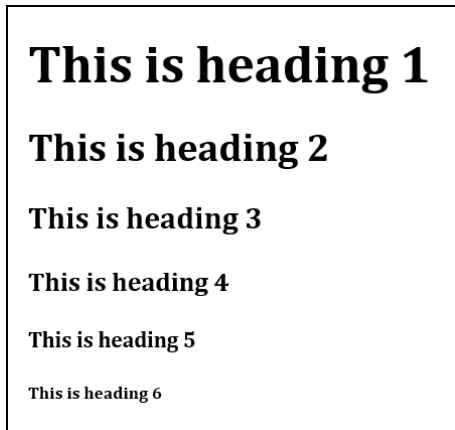 This is heading 1
This is heading 2
This is heading 3
This is heading 4
This is heading 5
This is heading 6